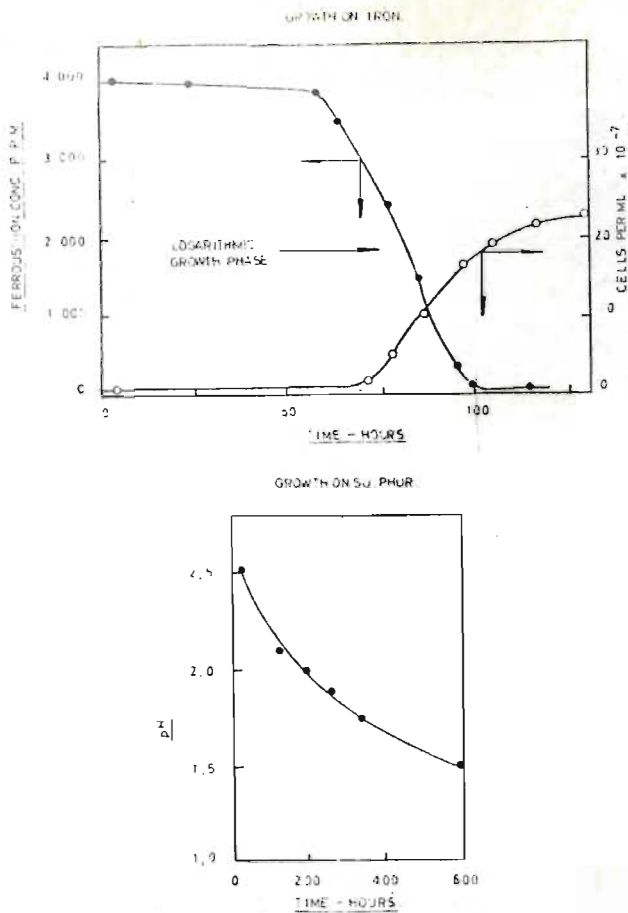 GROWTH ON IRON.
FERROUS ION CONC. P.P.M.
4 000
3 000
2 000
1 000
0
LOGARITHMIC
GROWTH PHASE
30
20
0
0
CELLS PER ML x 10 -7
0
50
100
TIME - HOURS
GROWTH ON SULPHUR
pH
2,5
2,0
1,5
1,0
0
200
400
600
TIME - HOURS